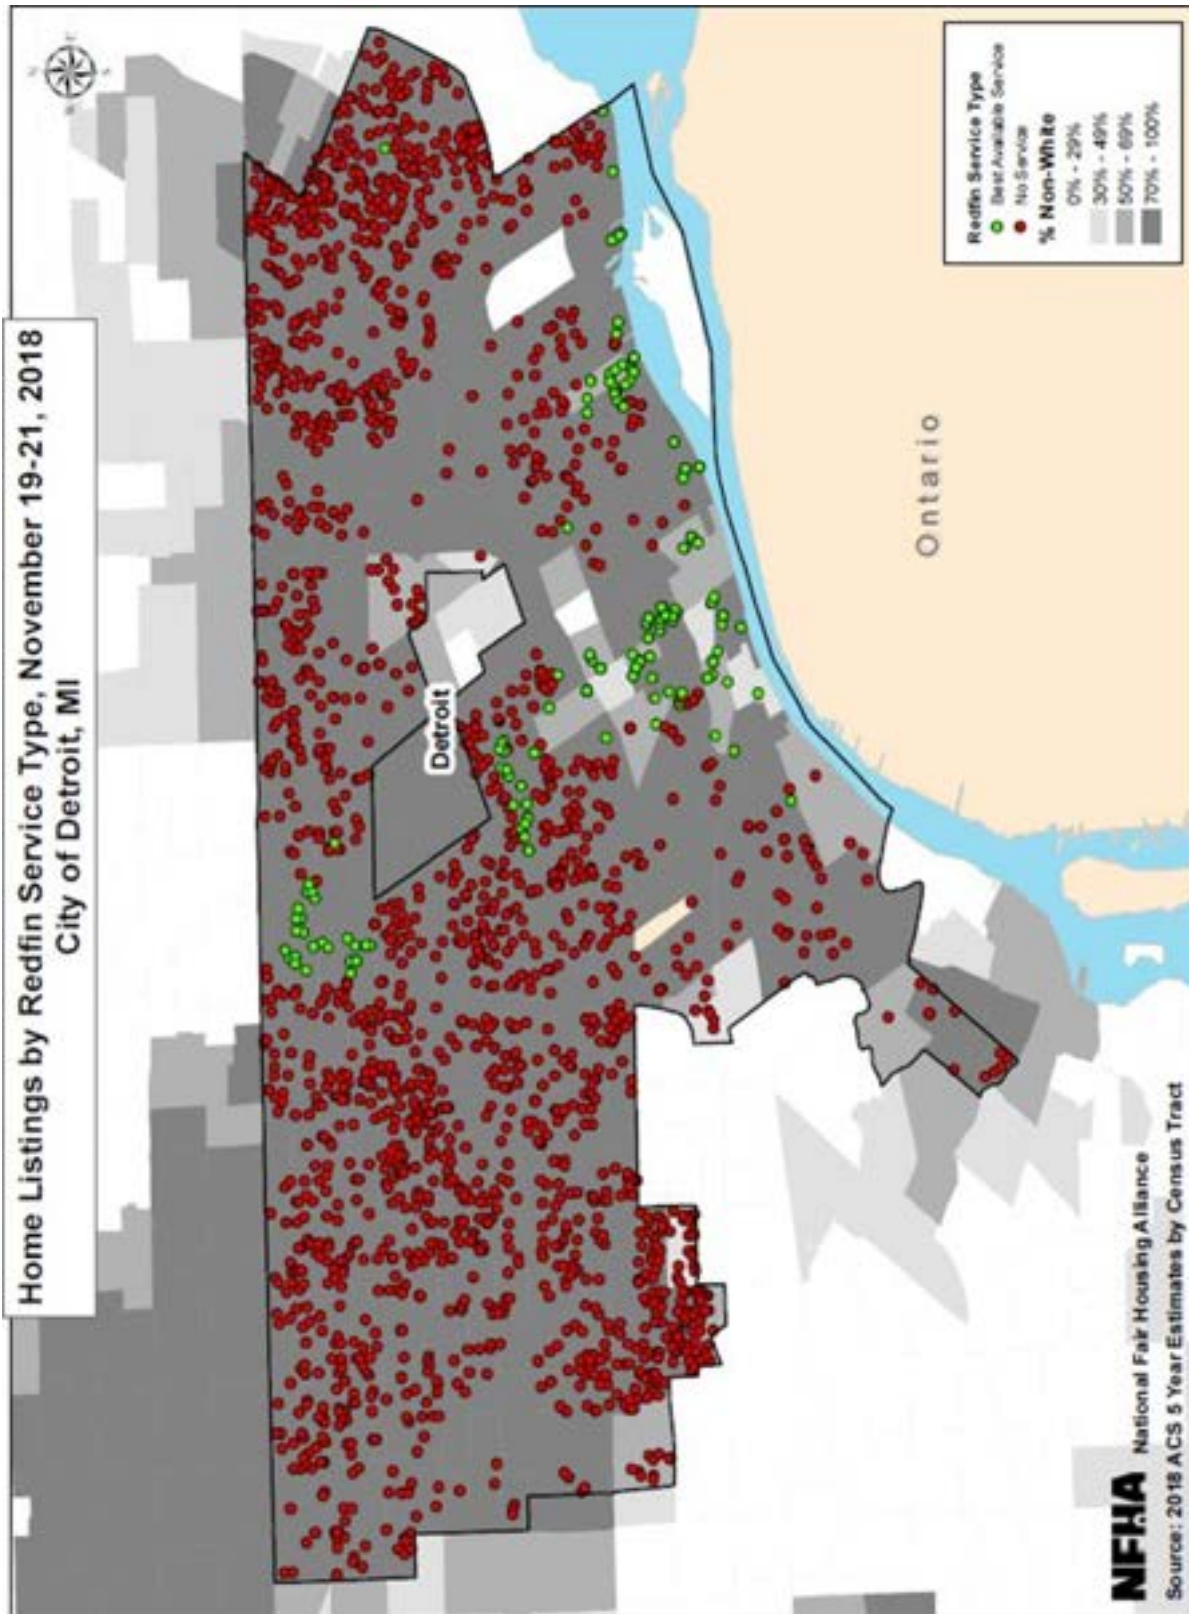 Home Listings by Redfin Service Type, November 19-21, 2018
City of Detroit, MI
Detroit
Ontario
Redfin Service Type
Best Available Service
No Service
% Non-White
0% - 29%
30% - 49%
50% - 69%
70% - 100%
NFHA National Fair Housing Alliance
Source: 2018 ACS 5 Year Estimates by Census Tract